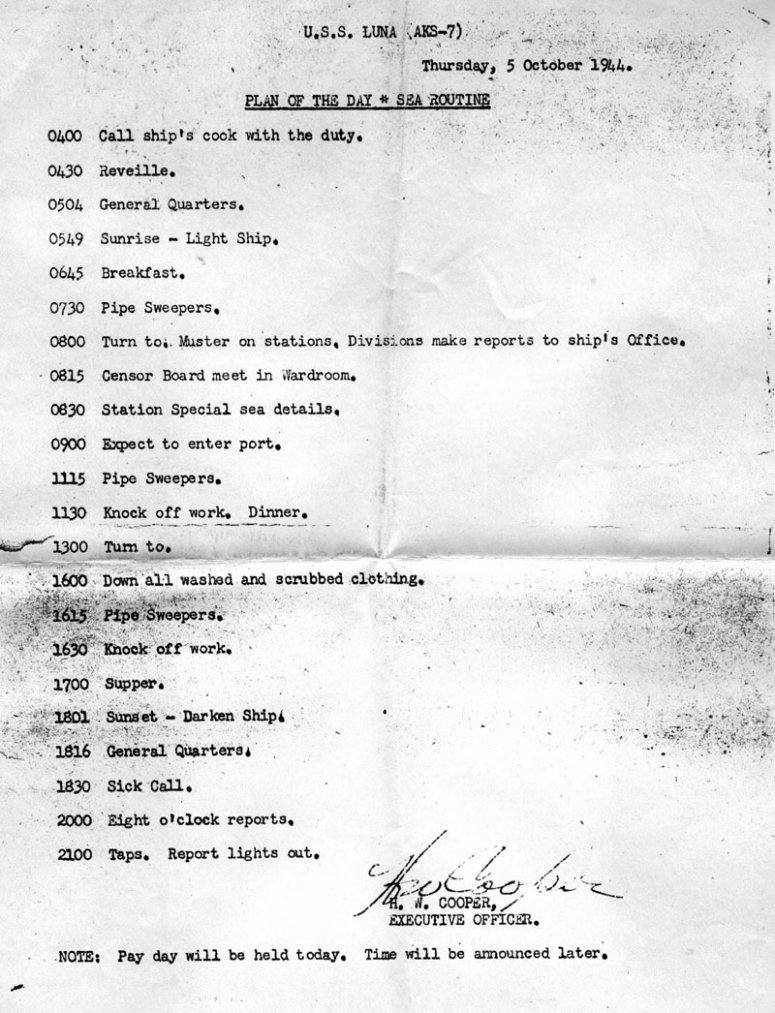 U.S.S. LUNA (AKS-7)
Thursday, 5 October 1944.
PLAN OF THE DAY * SEA ROUTINE
0400 Call ship's cook with the duty.
0430 Reveille.
0504 General Quarters.
0549 Sunrise - Light Ship.
0645 Breakfast.
0730 Pipe Sweepers.
0800 Turn to. Muster on stations. Divisions make reports to ship's Office.
0815 Censor Board meet in Wardroom.
0830 Station Special sea details.
0900 Expect to enter port.
1115 Pipe Sweepers.
1130 Knock off work. Dinner.
1300 Turn to.
1600 Down all washed and scrubbed clothing.
1615 Pipe Sweepers.
1630 Knock off work.
1700 Supper.
1801 Sunset - Darken Ship.
1816 General Quarters.
1830 Sick Call.
2000 Eight o'clock reports.
2100 Taps. Report lights out.
HW Cooper
H. W. COOPER,
EXECUTIVE OFFICER.
NOTE: Pay day will be held today. Time will be announced later.